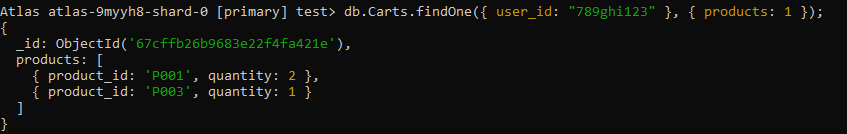 Atlas atlas-9myyh8-shard-0 [primary] test> db.Carts.findOne({ user_id: "789ghi123" }, { products: 1 });
{
  _id: ObjectId('67cffb26b9683e22f4fa421e'),
  products: [
    { product_id: 'P001', quantity: 2 },
    { product_id: 'P003', quantity: 1 }
  ]
}